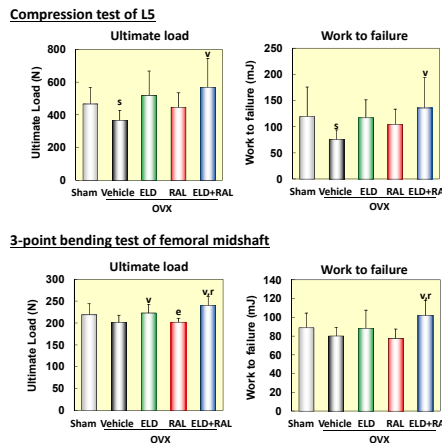 Compression test of L5
Ultimate load
Ultimate Load (N)
800
600
400
200
0
s
v
Sham Vehicle ELD RAL ELD+RAL
OVX
Work to failure
Work to failure (mJ)
250
200
150
100
50
0
s
v
Sham Vehicle ELD RAL ELD+RAL
OVX
3-point bending test of femoral midshaft
Ultimate load
Ultimate Load (N)
300
250
200
150
100
50
0
v
e
v,r
Sham Vehicle ELD RAL ELD+RAL
OVX
Work to failure
Work to failure (mJ)
140
120
100
80
60
40
20
0
v,r
Sham Vehicle ELD RAL ELD+RAL
OVX